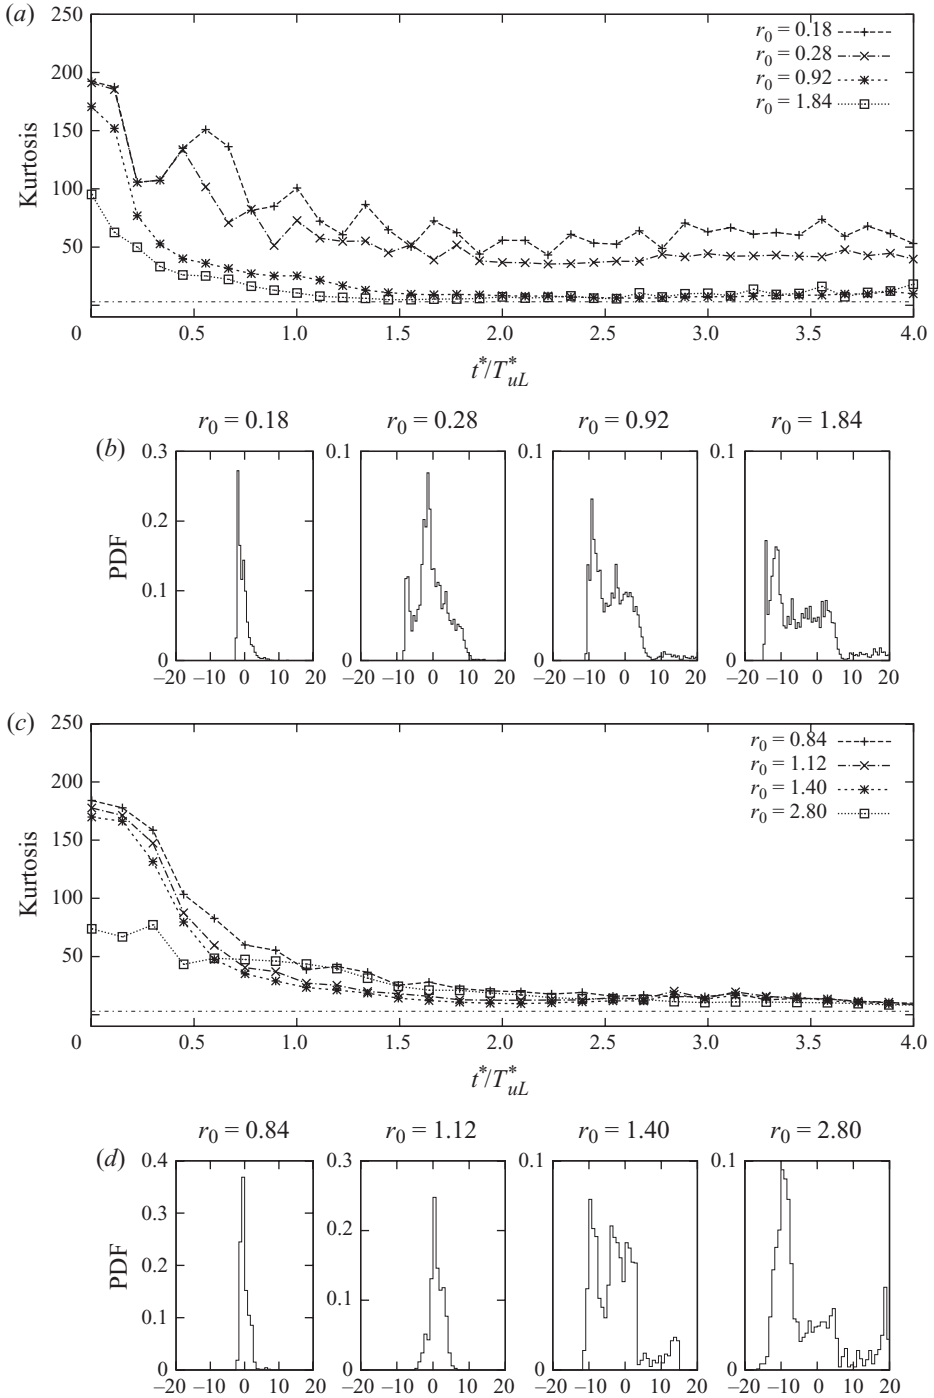 (a)
250
200
150
100
50
0
Kurtosis
r0 = 0.18
r0 = 0.28
r0 = 0.92
r0 = 1.84
0 0.5 1.0 1.5 2.0 2.5 3.0 3.5 4.0
t*/T*uL
(b)
r0 = 0.18 r0 = 0.28 r0 = 0.92 r0 = 1.84
0.3 0.1 0.1 0.1
0.2
0.1
0 0 0 0
PDF
–20 –10 0 10 20 –20 –10 0 10 20 –20 –10 0 10 20 –20 –10 0 10 20
(c)
250
200
150
100
50
0
Kurtosis
r0 = 0.84
r0 = 1.12
r0 = 1.40
r0 = 2.80
0 0.5 1.0 1.5 2.0 2.5 3.0 3.5 4.0
t*/T*uL
(d)
r0 = 0.84 r0 = 1.12 r0 = 1.40 r0 = 2.80
0.4 0.3 0.1 0.1
0.3
0.2 0.2
0.1 0.1
0 0 0 0
PDF
–20 –10 0 10 20 –20 –10 0 10 20 –20 –10 0 10 20 –20 –10 0 10 20